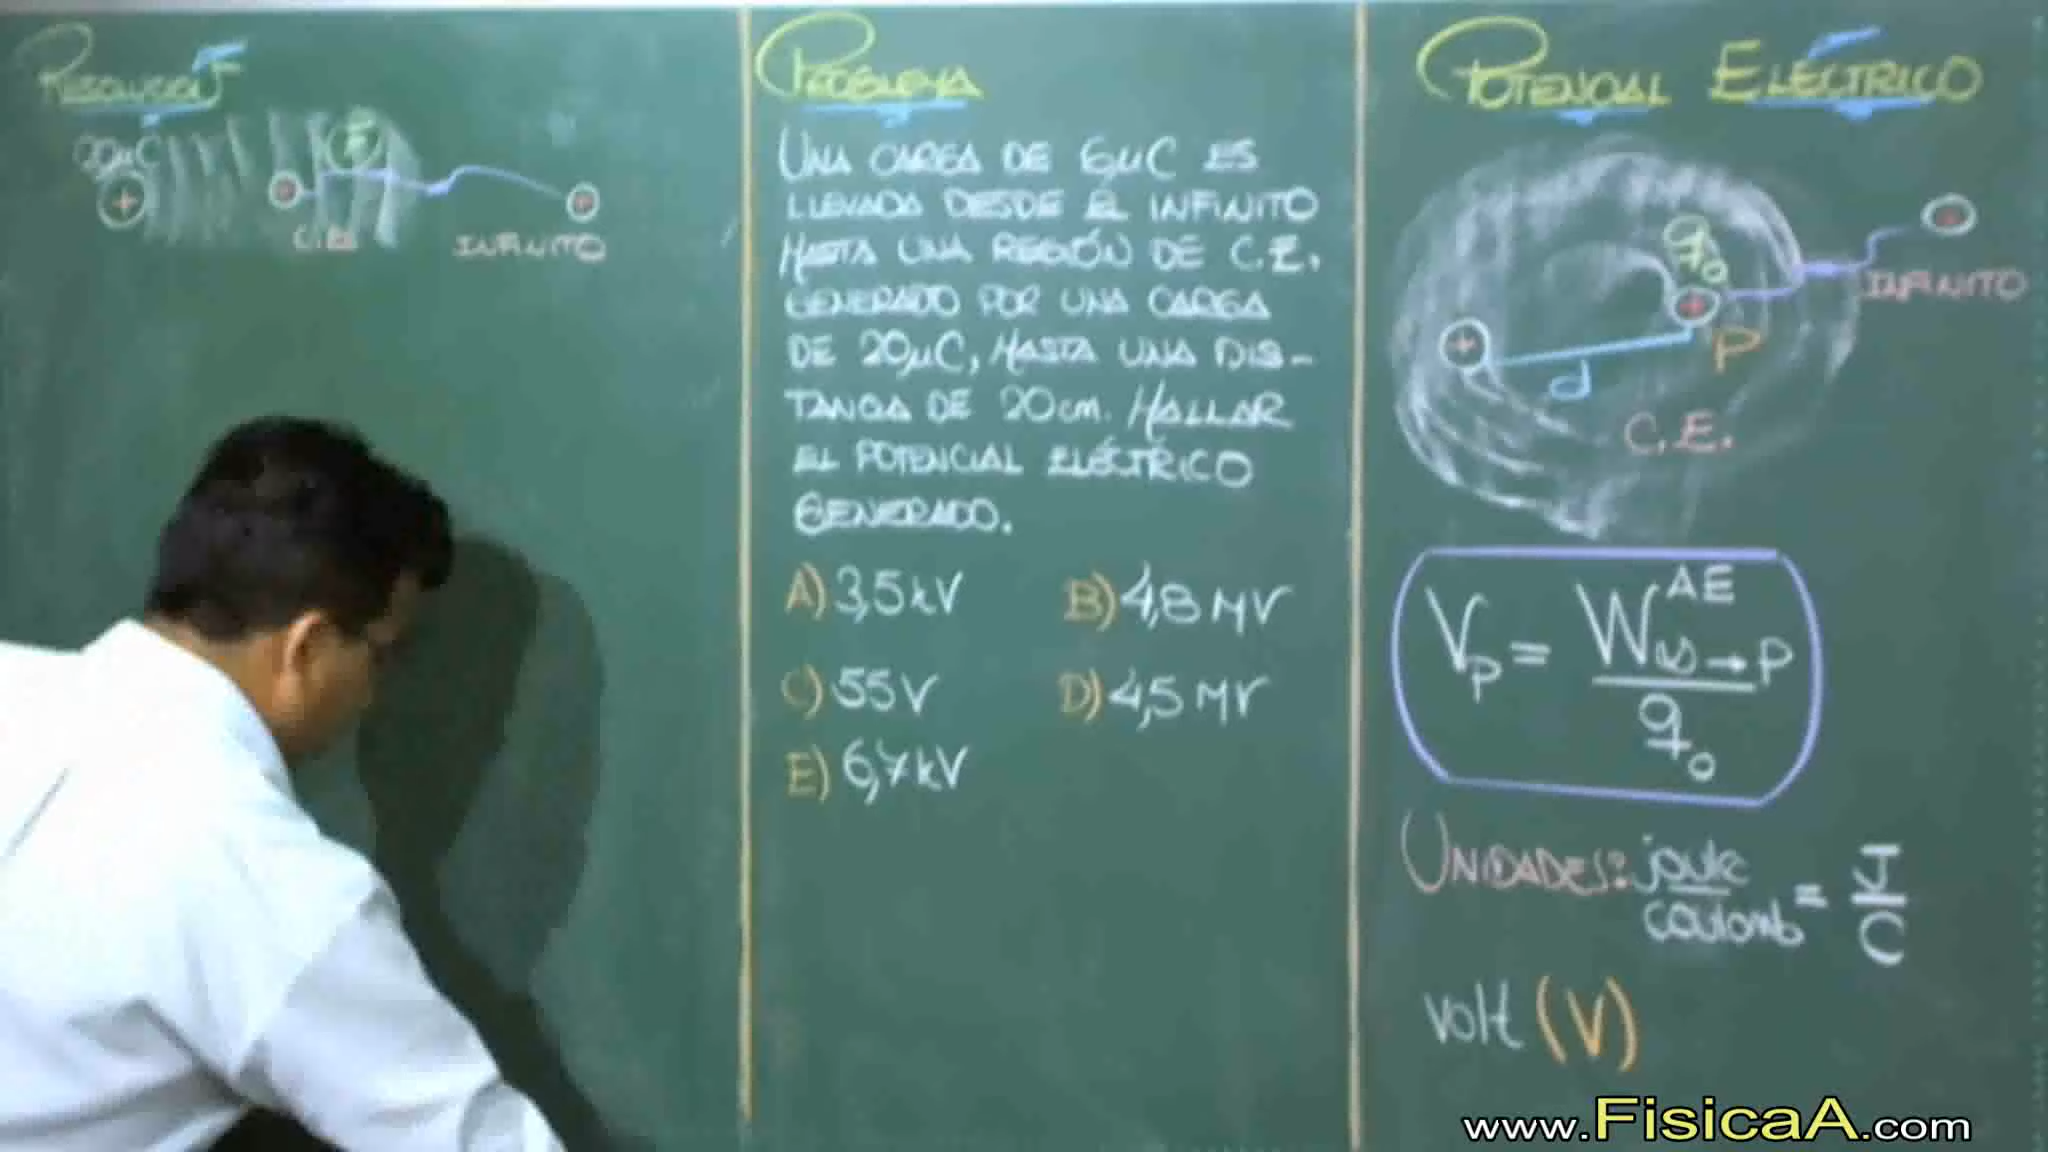 RESOLUCIÓN
20μC
+
+
E
+
C.E.
INFINITO
PROBLEMA
UNA CARGA DE 6μC ES
LLEVADA DESDE EL INFINITO
HASTA UNA REGIÓN DE C.E.
GENERADO POR UNA CARGA
DE 20μC, HASTA UNA DIS-
TANCIA DE 20cm. HALLAR
EL POTENCIAL ELÉCTRICO
GENERADO.
A) 3,5 kV B) 4,8 MV
C) 55 V D) 4,5 MV
E) 6,7 kV
POTENCIAL ELÉCTRICO
q₀
+
INFINITO
+
+
P
d
C.E.
Vp = W∞→P^AE / q₀
UNIDADES: joule/coulomb = J/C
volt (V)
www.FisicaA.com